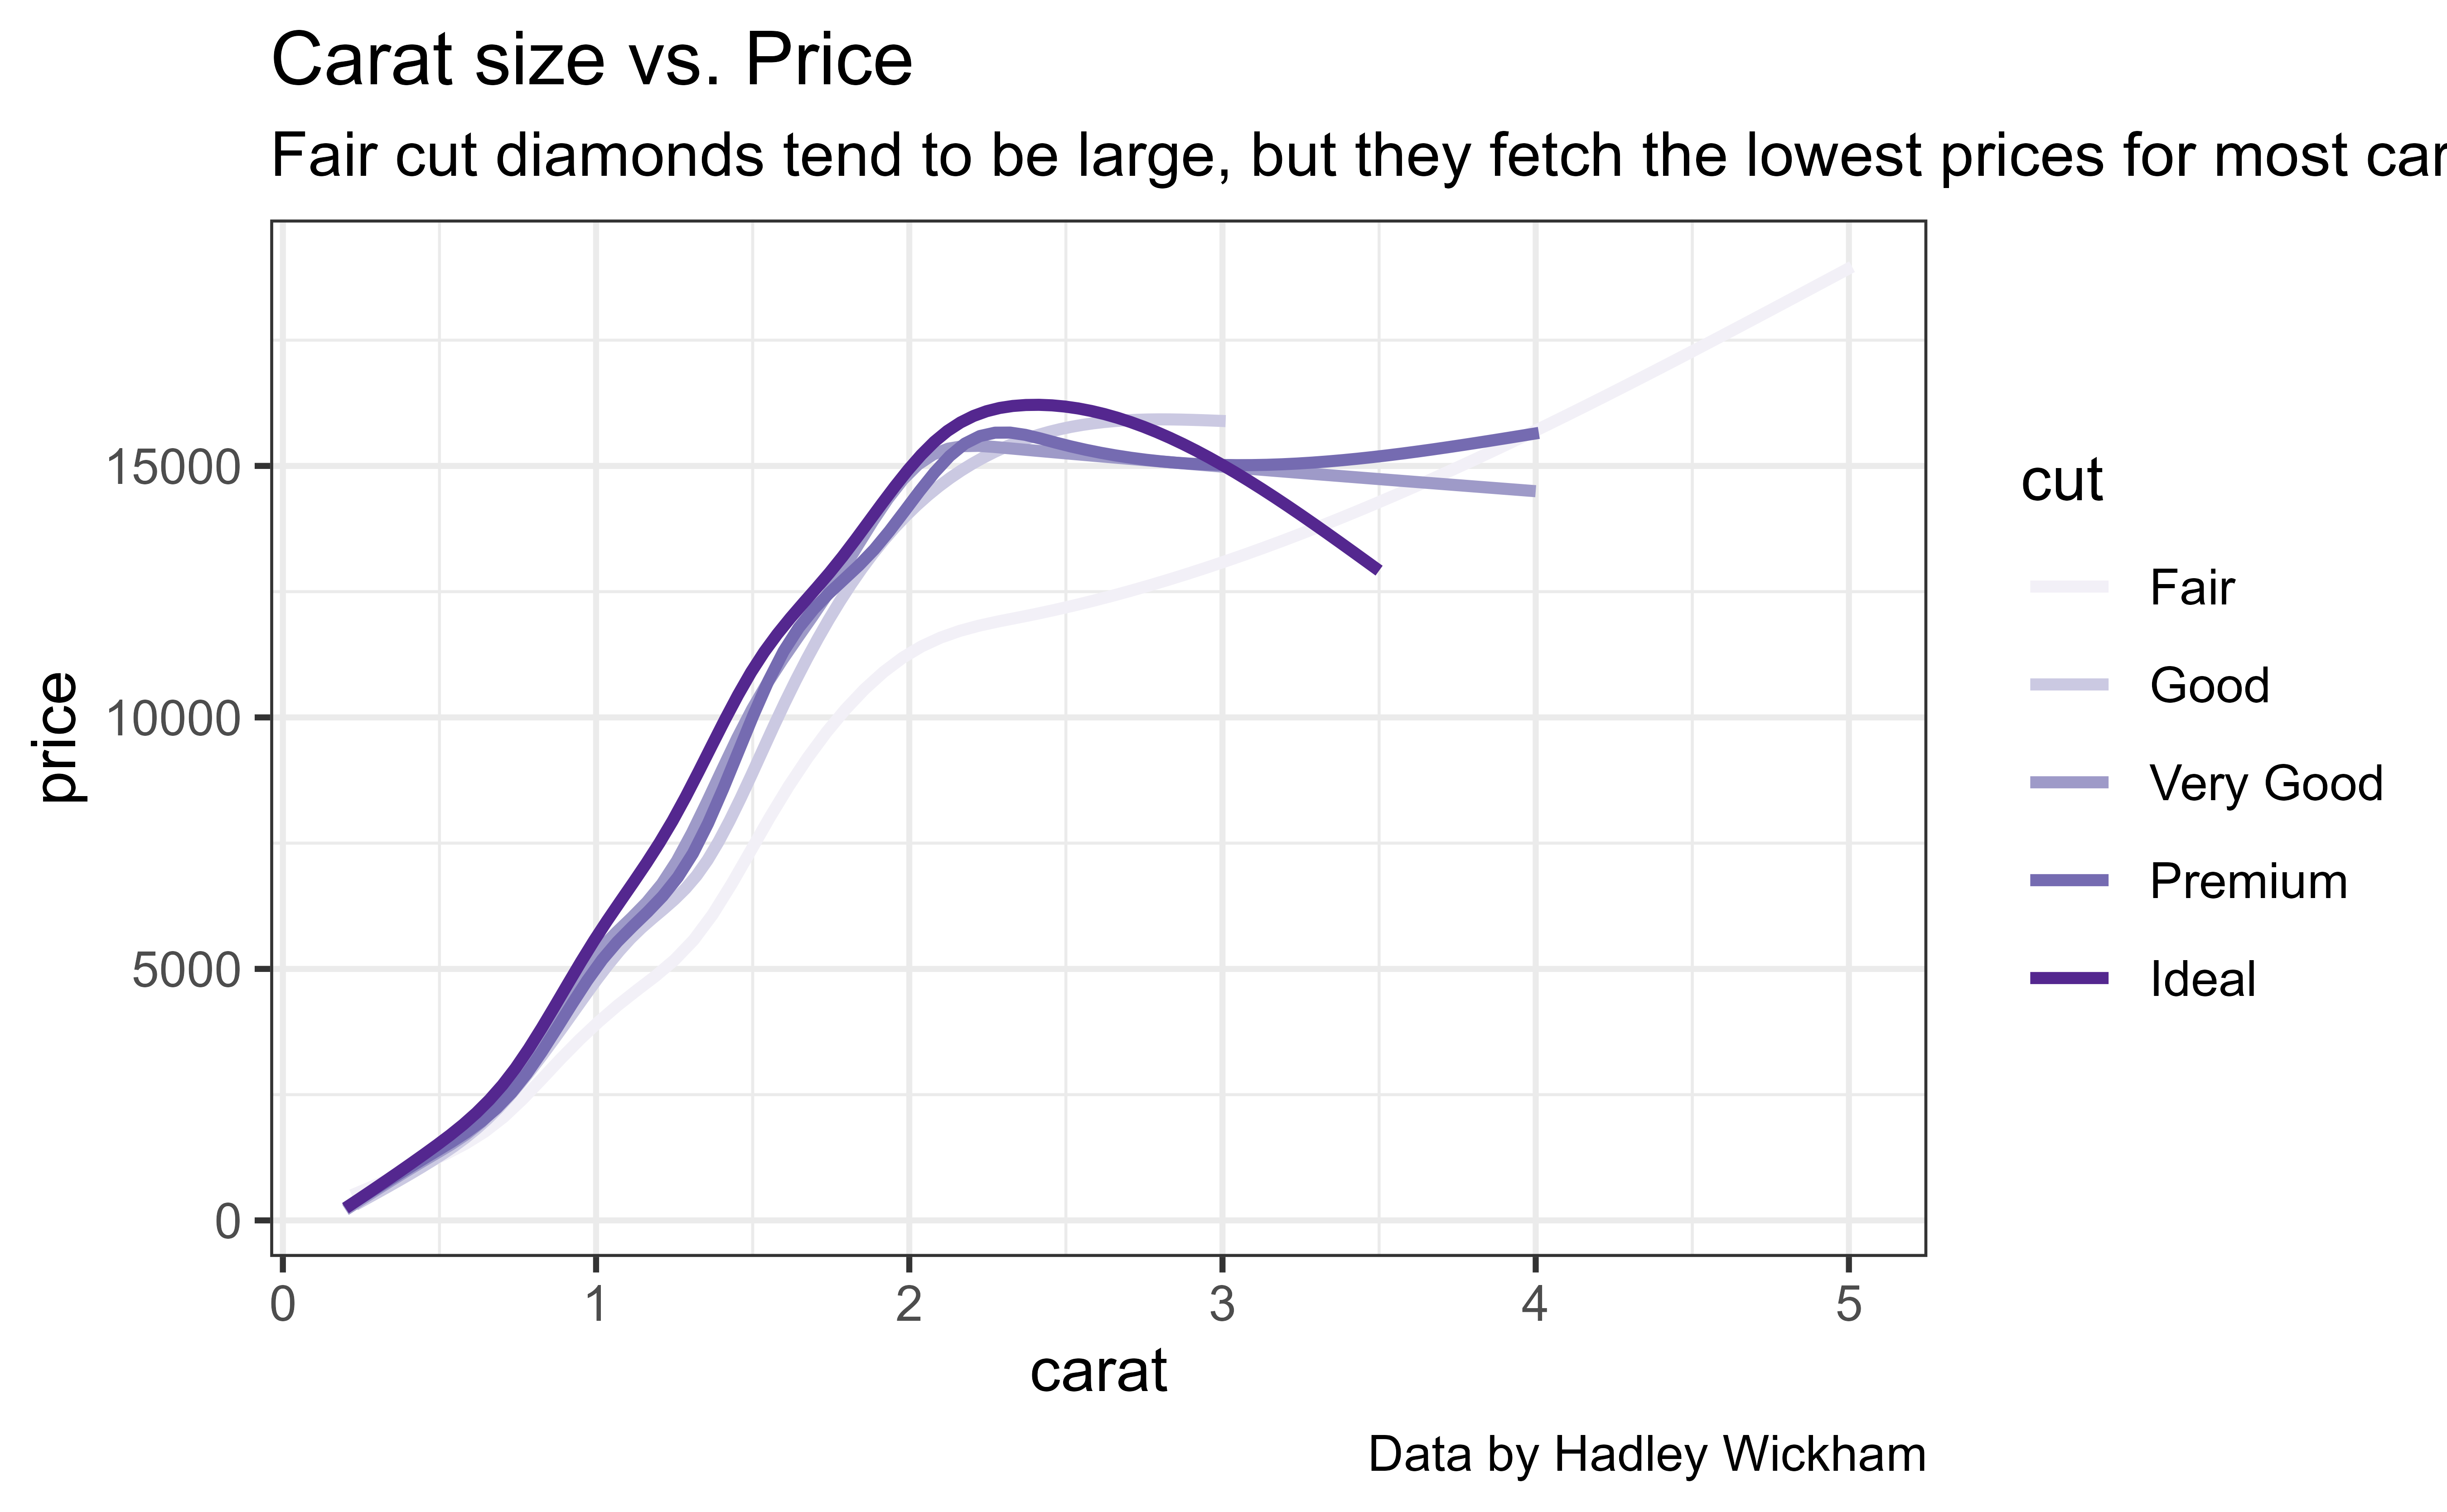 Carat size vs. Price
Fair cut diamonds tend to be large, but they fetch the lowest prices for most car
15000
10000
5000
0
price
0 1 2 3 4 5
carat
cut
Fair
Good
Very Good
Premium
Ideal
Data by Hadley Wickham